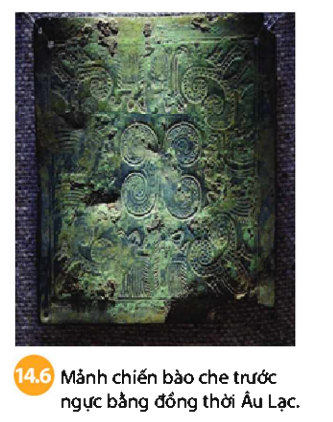 14.6 Mảnh chiến bào che trước
ngực bằng đồng thời Âu Lạc.